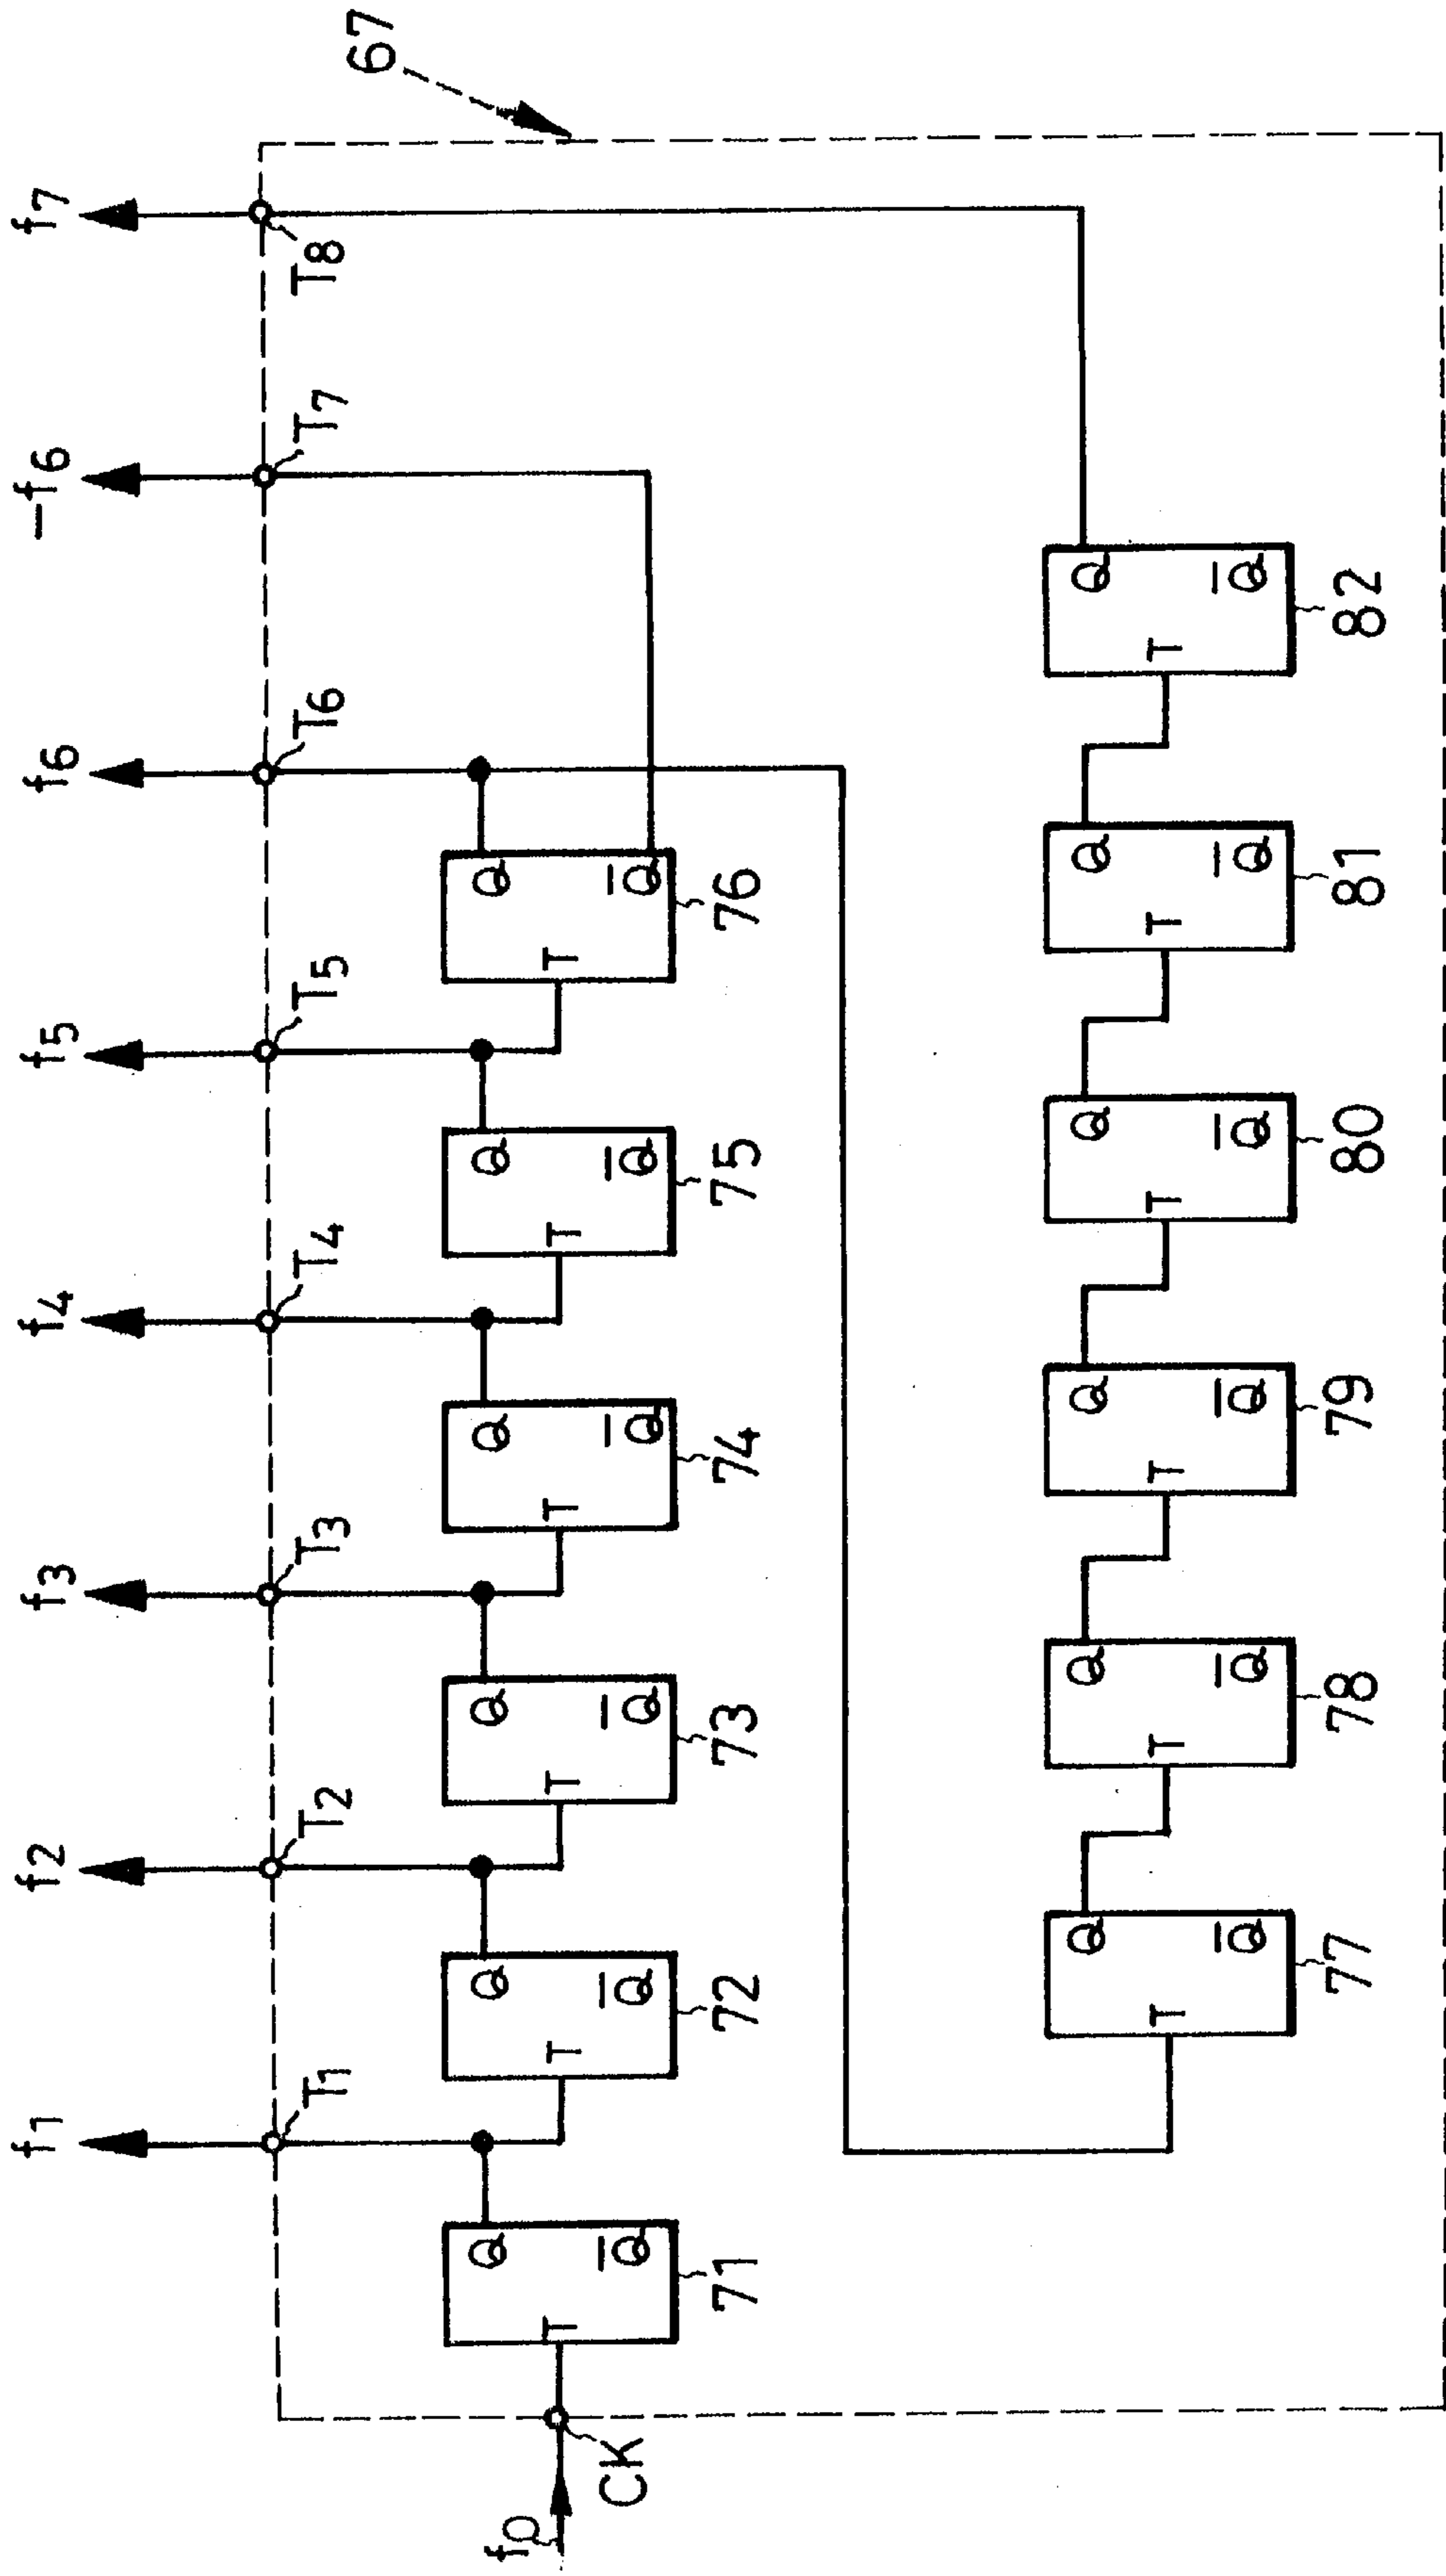 f1 f2 f3 f4 f5 f6 −f6 f7
T1 T2 T3 T4 T5 T6 T7 T8
67
f0
CK
Q Q Q Q Q Q
T T T T T T
Q̅ Q̅ Q̅ Q̅ Q̅ Q̅
71 72 73 74 75 76
Q Q Q Q Q Q
T T T T T T
Q̅ Q̅ Q̅ Q̅ Q̅ Q̅
77 78 79 80 81 82